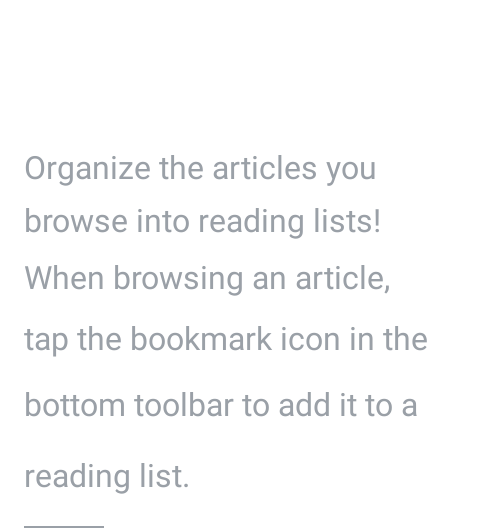 Organize the articles you
browse into reading lists!
When browsing an article,
tap the bookmark icon in the
bottom toolbar to add it to a
reading list.